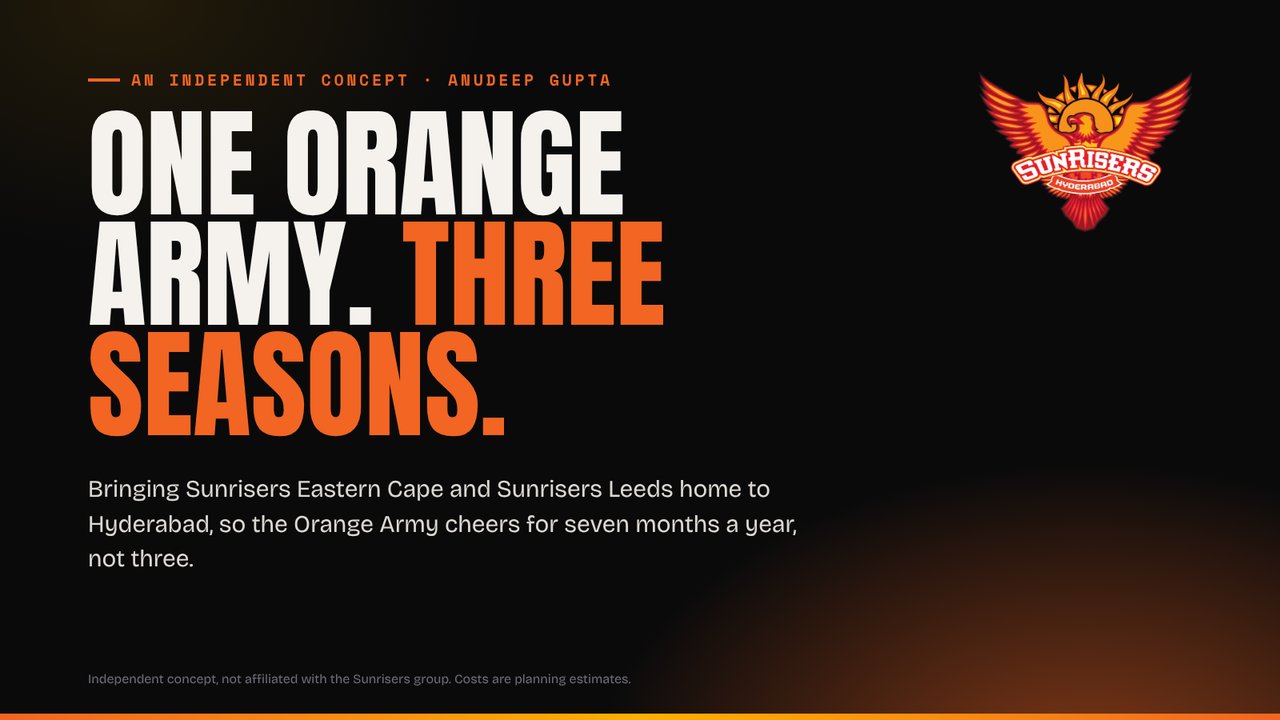 AN INDEPENDENT CONCEPT · ANUDEEP GUPTA
ONE ORANGE
ARMY. THREE
SEASONS.
SUNRISERS
HYDERABAD
Bringing Sunrisers Eastern Cape and Sunrisers Leeds home to
Hyderabad, so the Orange Army cheers for seven months a year,
not three.
Independent concept, not affiliated with the Sunrisers group. Costs are planning estimates.